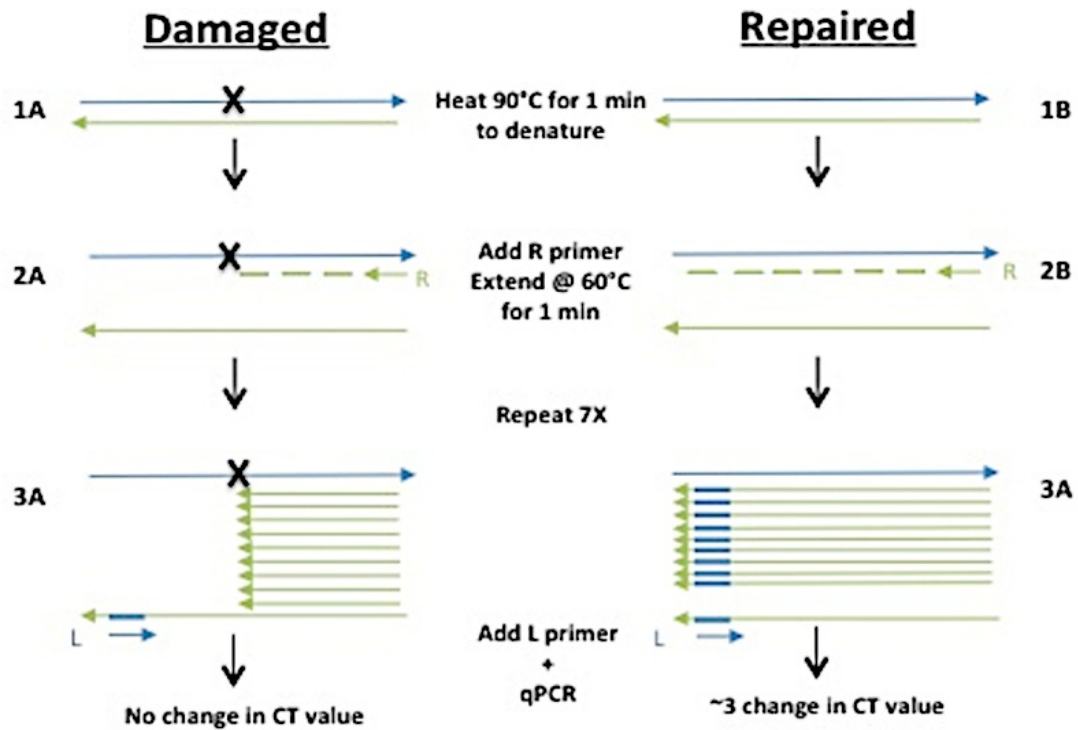 Damaged
Repaired
1A
X
Heat 90°C for 1 min
to denature
1B
2A
X
R
Add R primer
Extend @ 60°C
for 1 min
R
2B
Repeat 7X
3A
X
3A
L
Add L primer
+
qPCR
L
No change in CT value
~3 change in CT value